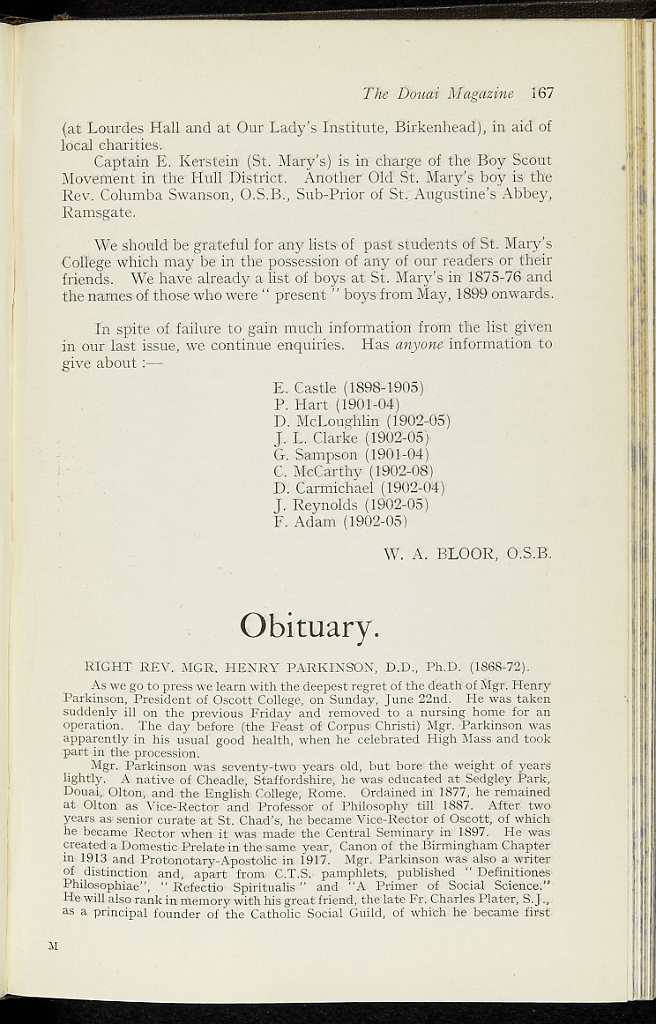 The Douai Magazine 167
(at Lourdes Hall and at Our Lady's Institute, Birkenhead), in aid of
local charities.
Captain E. Kerstein (St. Mary's) is in charge of the Boy Scout
Movement in the Hull District. Another Old St. Mary's boy is the
Rev. Columba Swanson, O.S.B., Sub-Prior of St. Augustine's Abbey,
Ramsgate.
We should be grateful for any lists of past students of St. Mary's
College which may be in the possession of any of our readers or their
friends. We have already a list of boys at St. Mary's in 1875-76 and
the names of those who were " present " boys from May, 1899 onwards.
In spite of failure to gain much information from the list given
in our last issue, we continue enquiries. Has anyone information to
give about :—
E. Castle (1898-1905)
P. Hart (1901-04)
D. McLoughlin (1902-05)
J. L. Clarke (1902-05)
G. Sampson (1901-04)
C. McCarthy (1902-08)
D. Carmichael (1902-04)
J. Reynolds (1902-05)
F. Adam (1902-05)
W. A. BLOOR, O.S.B.
Obituary.
RIGHT REV. MGR. HENRY PARKINSON, D.D., Ph.D. (1868-72).
As we go to press we learn with the deepest regret of the death of Mgr. Henry
Parkinson, President of Oscott College, on Sunday, June 22nd. He was taken
suddenly ill on the previous Friday and removed to a nursing home for an
operation. The day before (the Feast of Corpus Christi) Mgr. Parkinson was
apparently in his usual good health, when he celebrated High Mass and took
part in the procession.
Mgr. Parkinson was seventy-two years old, but bore the weight of years
lightly. A native of Cheadle, Staffordshire, he was educated at Sedgley Park,
Douai, Olton, and the English College, Rome. Ordained in 1877, he remained
at Olton as Vice-Rector and Professor of Philosophy till 1887. After two
years as senior curate at St. Chad's, he became Vice-Rector of Oscott, of which
he became Rector when it was made the Central Seminary in 1897. He was
created a Domestic Prelate in the same year, Canon of the Birmingham Chapter
in 1913 and Protonotary-Apostolic in 1917. Mgr. Parkinson was also a writer
of distinction and, apart from C.T.S. pamphlets, published " Definitiones
Philosophiae", " Refectio Spiritualis " and "A Primer of Social Science."
He will also rank in memory with his great friend, the late Fr. Charles Plater, S.J.,
as a principal founder of the Catholic Social Guild, of which he became first
M